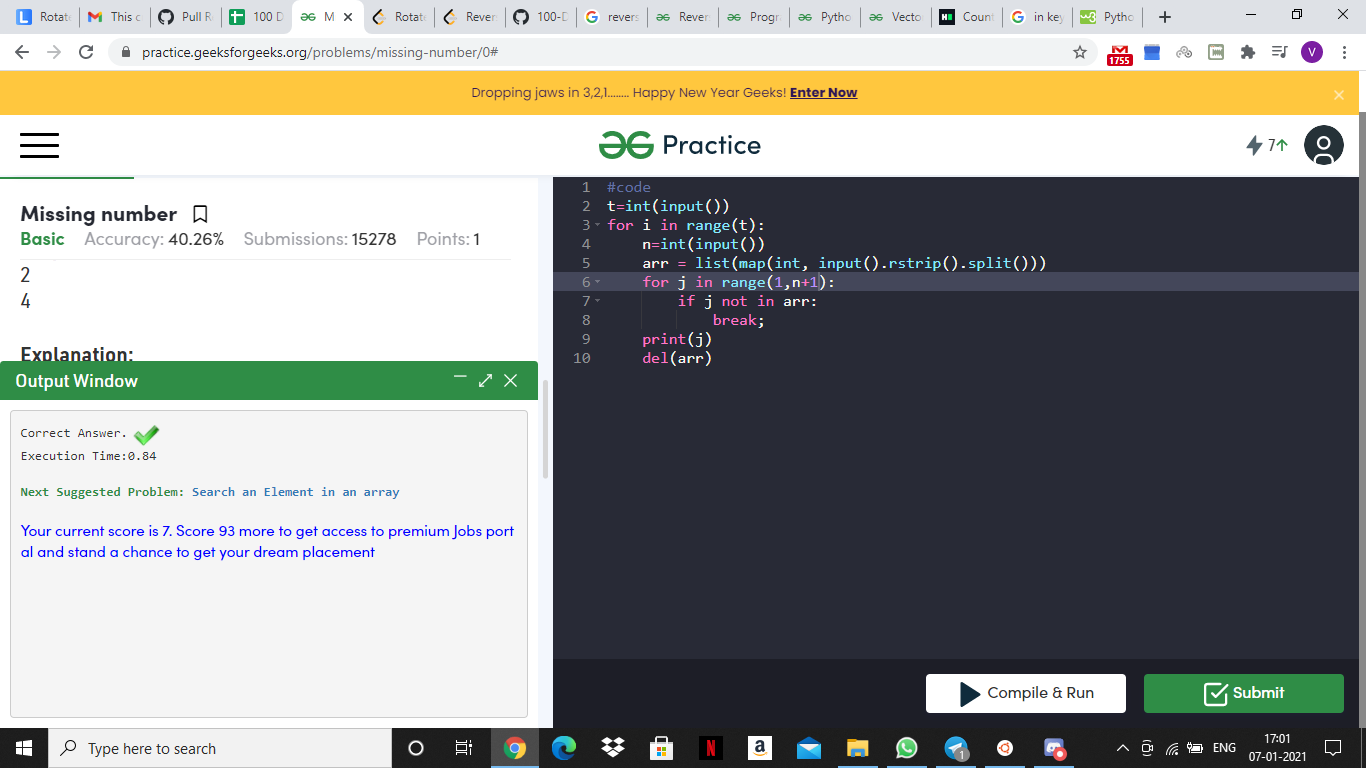 Rotate
This c
Pull R
100 D
M
Rotat
Rever
100-D
revers
Rever
Progra
Pytho
Vecto
Count
in key
Pytho
practice.geeksforgeeks.org/problems/missing-number/0#
1755
V
Dropping jaws in 3,2,1........ Happy New Year Geeks! Enter Now
Practice
7↑
Missing number
Basic Accuracy: 40.26% Submissions: 15278 Points: 1
2
4
Explanation:
Output Window
Correct Answer.
Execution Time:0.84
Next Suggested Problem: Search an Element in an array
Your current score is 7. Score 93 more to get access to premium Jobs port
al and stand a chance to get your dream placement
1 #code
2 t=int(input())
3 for i in range(t):
4     n=int(input())
5     arr = list(map(int, input().rstrip().split()))
6     for j in range(1,n+1):
7         if j not in arr:
8             break;
9     print(j)
10     del(arr)
Compile & Run
Submit
Type here to search
1
ENG
17:01
07-01-2021